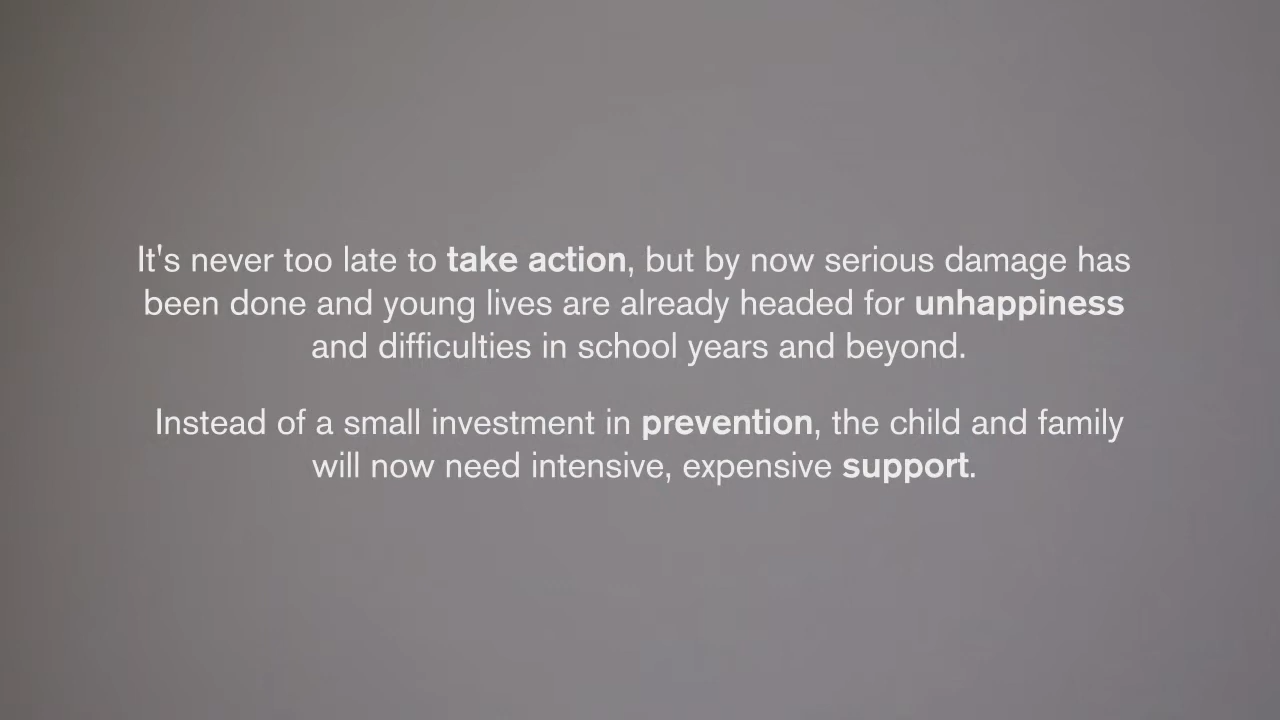 It's never too late to take action, but by now serious damage has
been done and young lives are already headed for unhappiness
and difficulties in school years and beyond.
Instead of a small investment in prevention, the child and family
will now need intensive, expensive support.